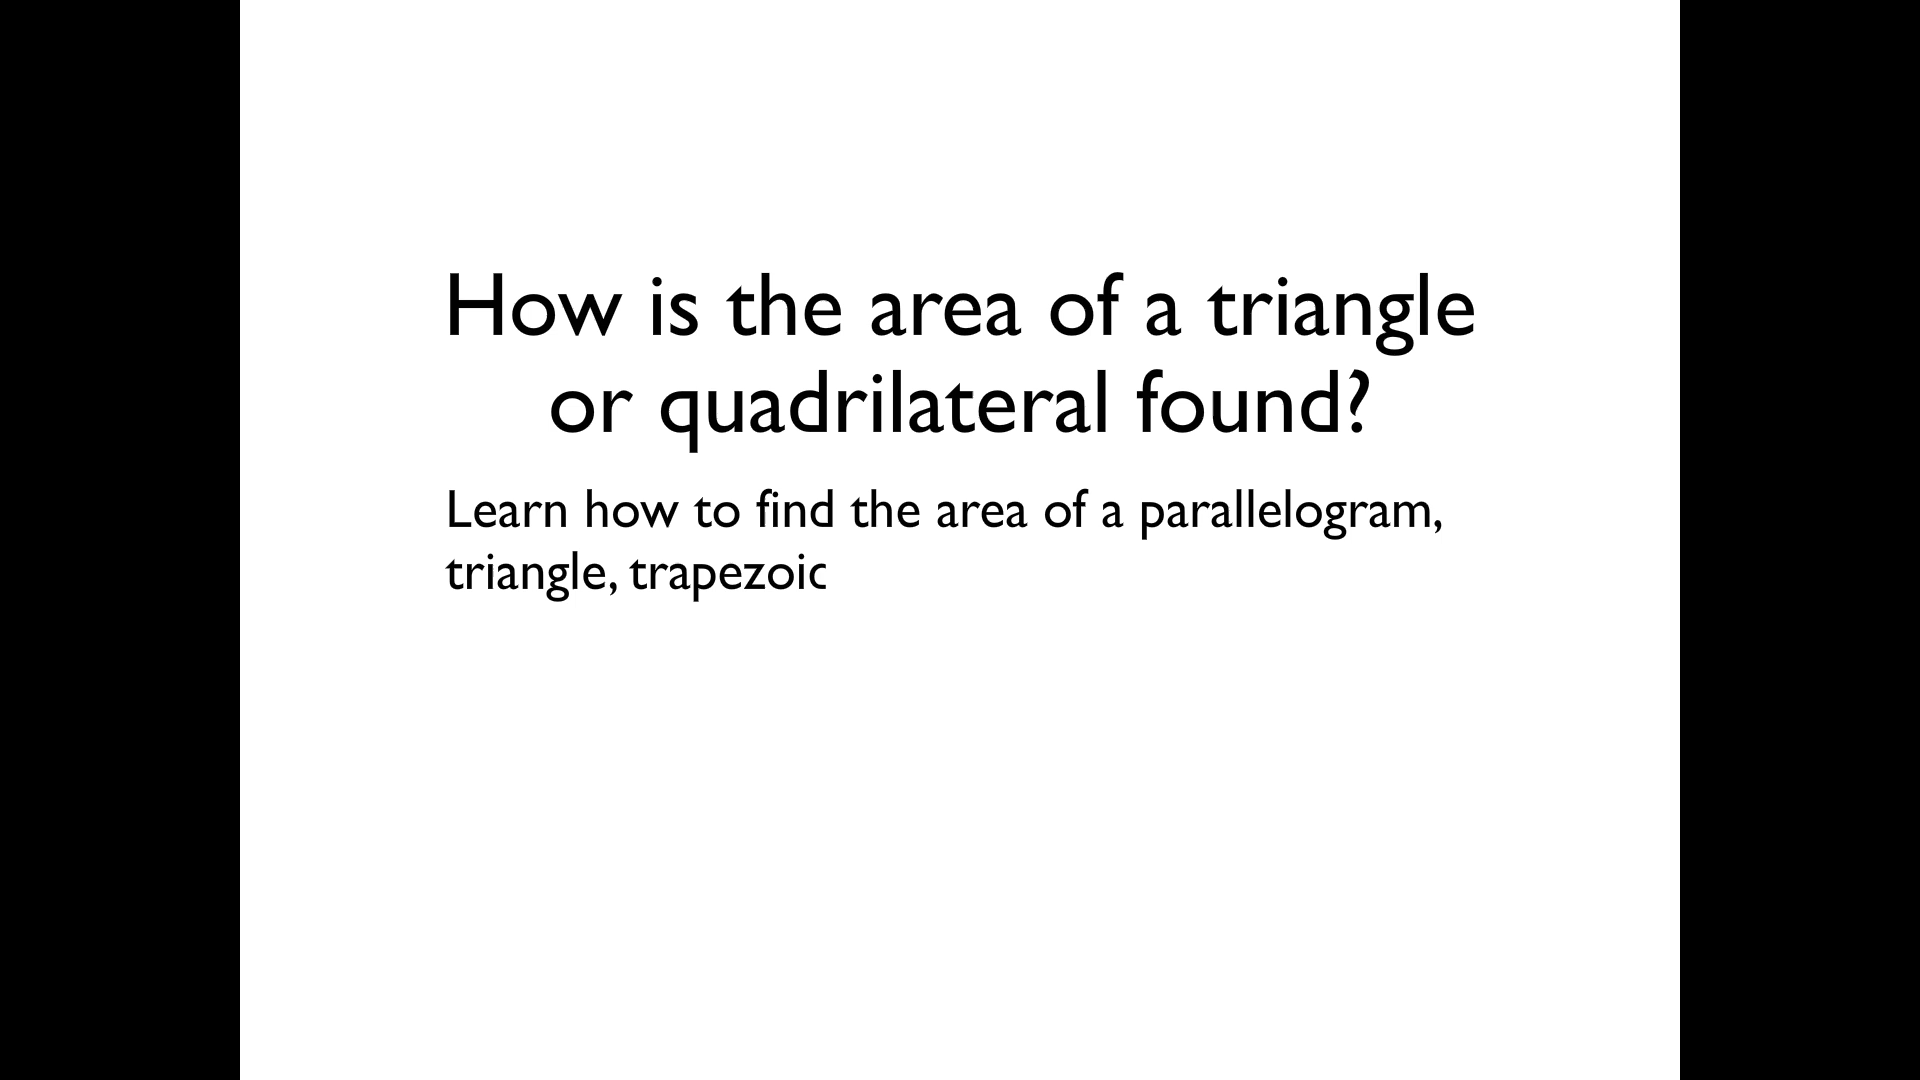 How is the area of a triangle
or quadrilateral found?
Learn how to find the area of a parallelogram,
triangle, trapezoic